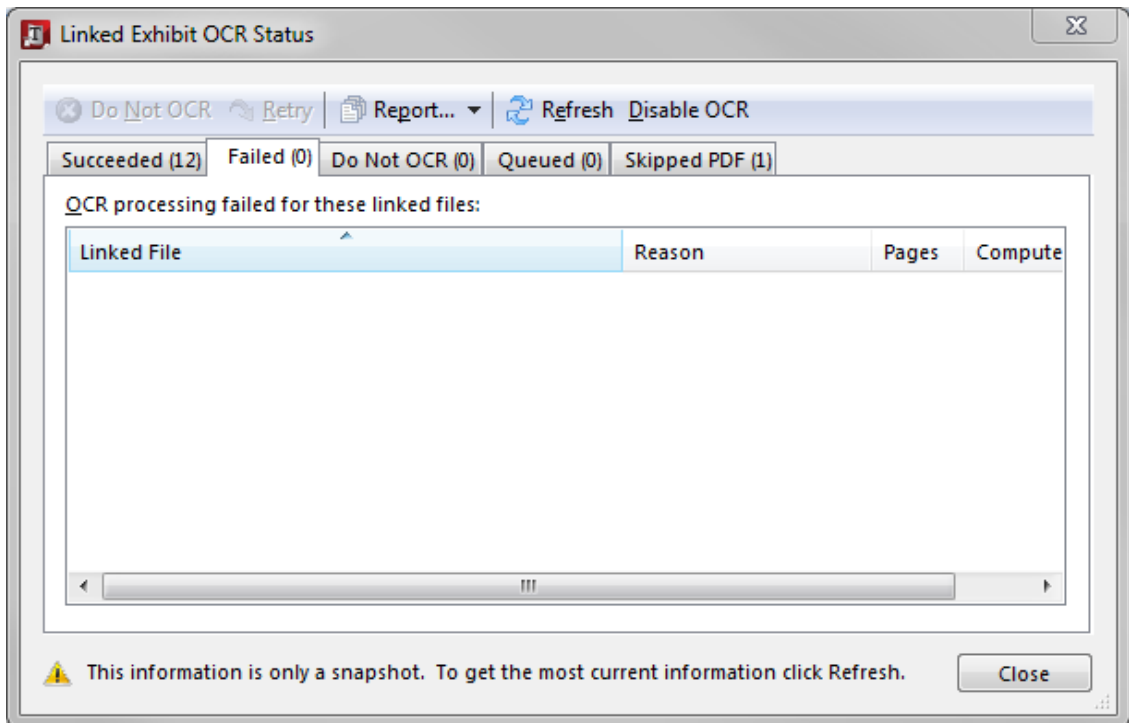 Linked Exhibit OCR Status
Do Not OCR Retry Report... Refresh Disable OCR
Succeeded (12) Failed (0) Do Not OCR (0) Queued (0) Skipped PDF (1)
OCR processing failed for these linked files:
Linked File Reason Pages Compute
This information is only a snapshot. To get the most current information click Refresh. Close